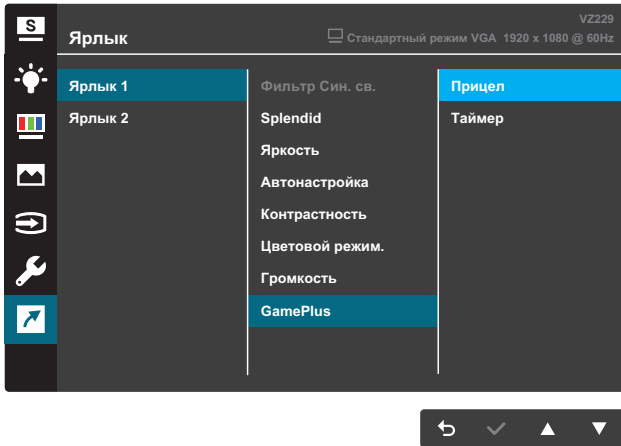 S
VZ229
Ярлык
Стандартный режим VGA 1920 x 1080 @ 60Hz
Ярлык 1
Фильтр Син. св.
Прицел
Ярлык 2
Splendid
Таймер
Яркость
Автонастройка
Контрастность
Цветовой режим.
Громкость
GamePlus